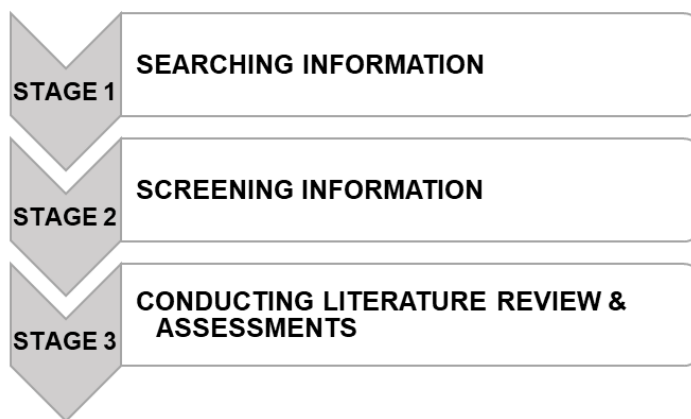 STAGE 1
SEARCHING INFORMATION
STAGE 2
SCREENING INFORMATION
STAGE 3
CONDUCTING LITERATURE REVIEW &
ASSESSMENTS